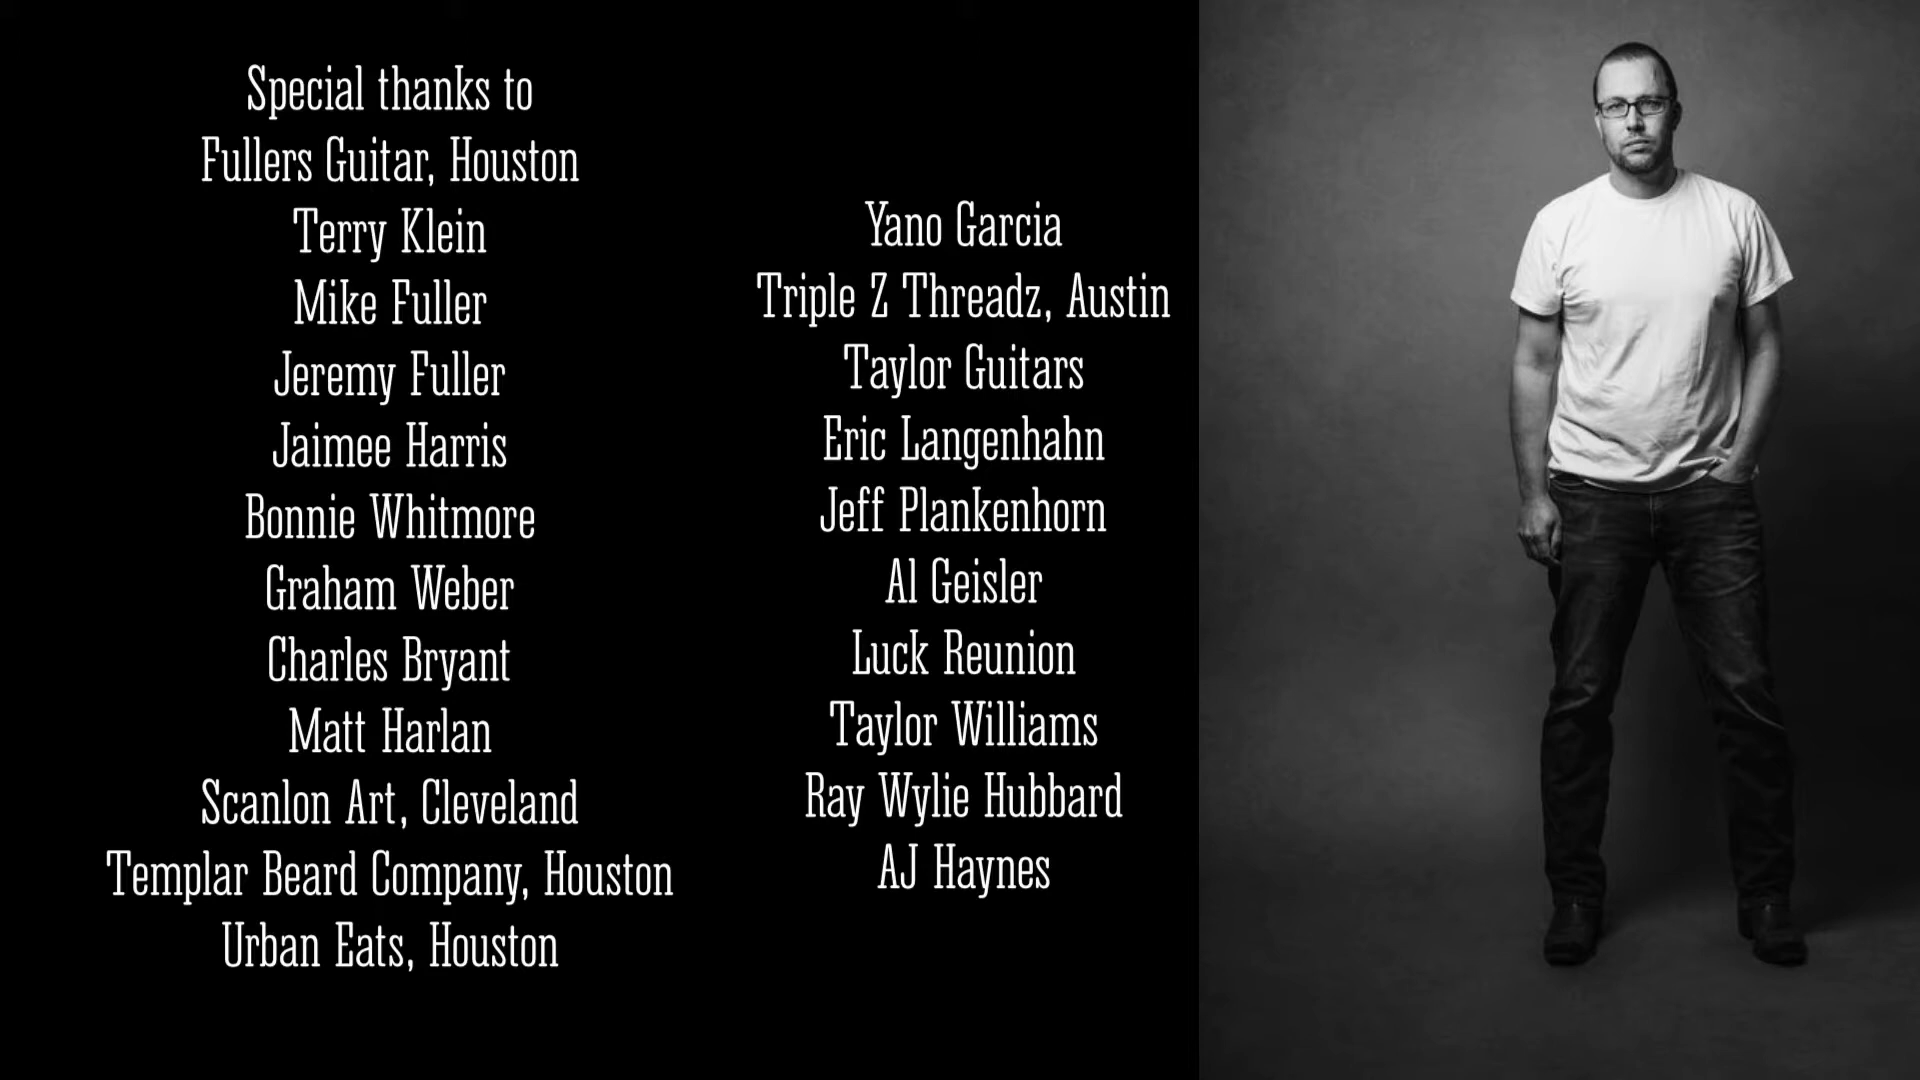 Special thanks to
Fullers Guitar, Houston
Terry Klein
Mike Fuller
Jeremy Fuller
Jaimee Harris
Bonnie Whitmore
Graham Weber
Charles Bryant
Matt Harlan
Scanlon Art, Cleveland
Templar Beard Company, Houston
Urban Eats, Houston
Yano Garcia
Triple Z Threadz, Austin
Taylor Guitars
Eric Langenhahn
Jeff Plankenhorn
Al Geisler
Luck Reunion
Taylor Williams
Ray Wylie Hubbard
AJ Haynes